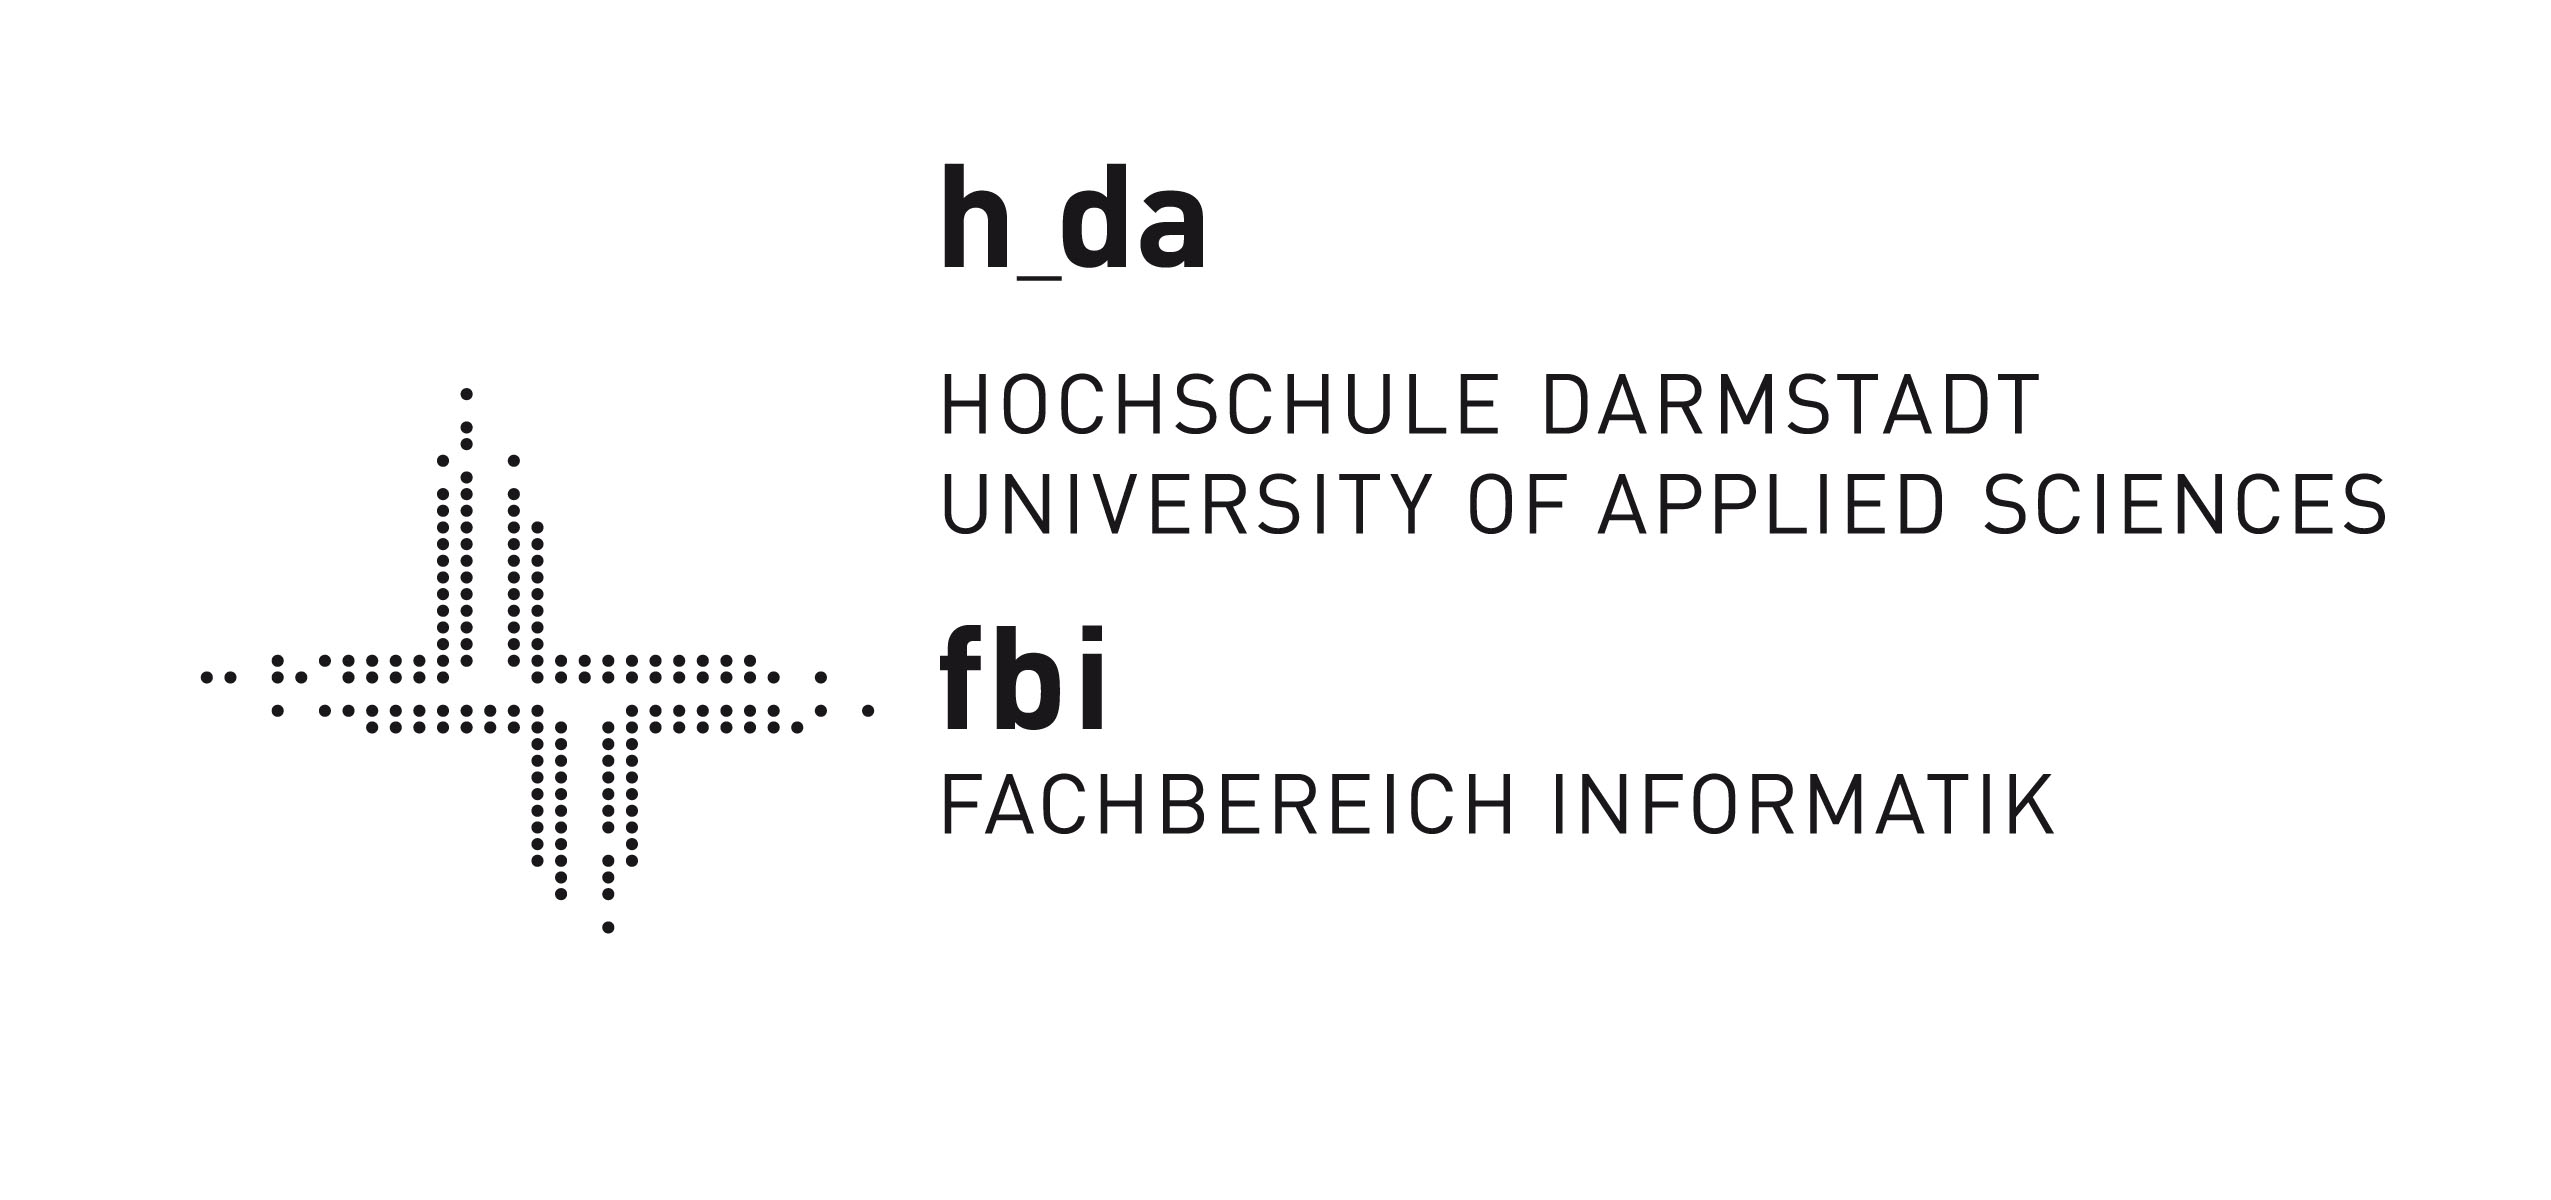 h_da
HOCHSCHULE DARMSTADT
UNIVERSITY OF APPLIED SCIENCES
fbi
FACHBEREICH INFORMATIK